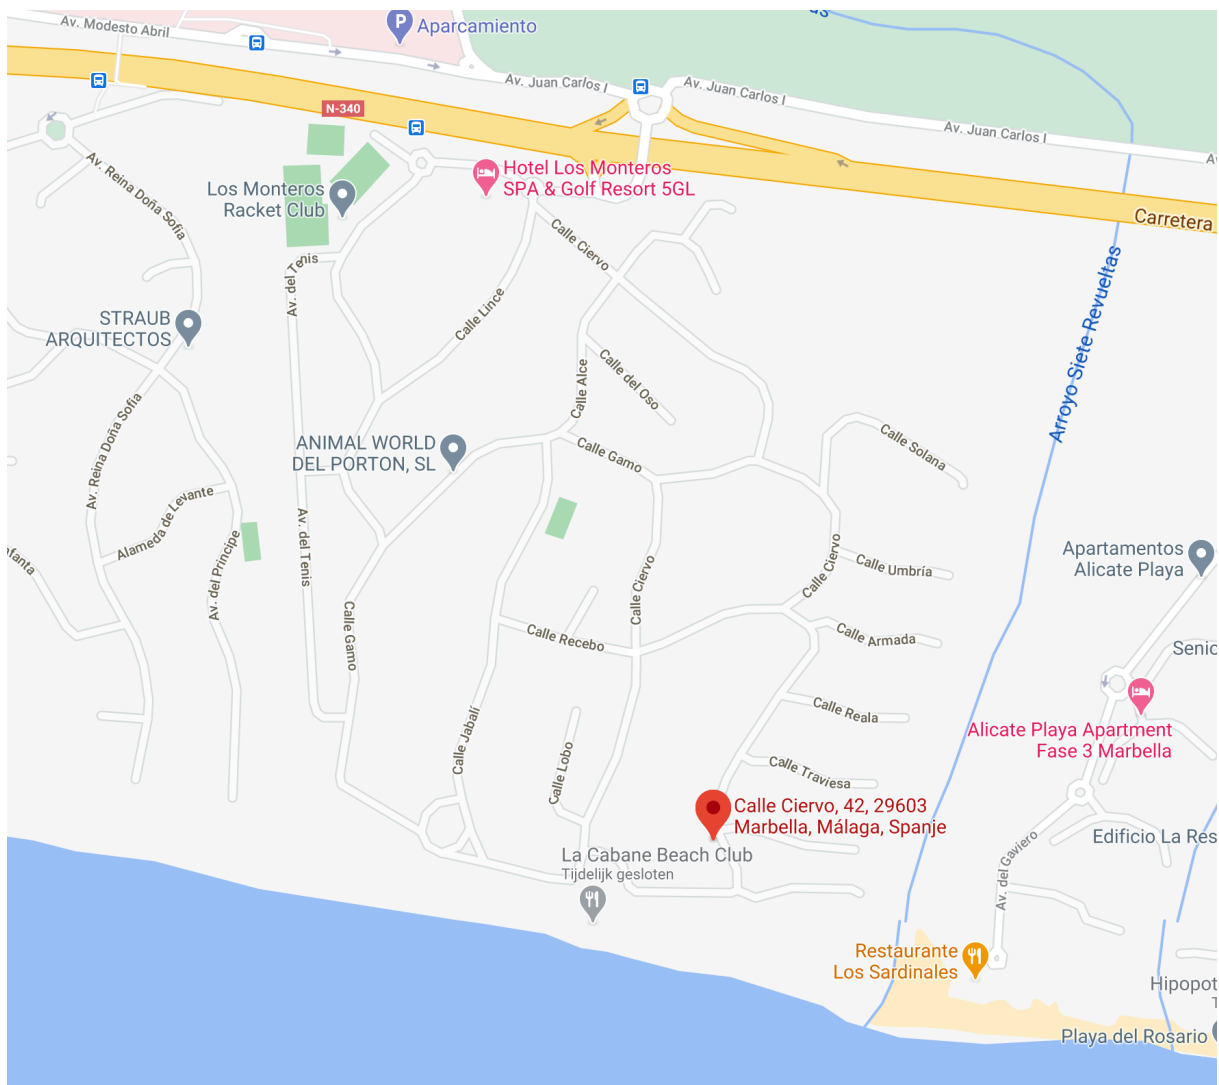 Av. Modesto Abril
P
Aparcamiento
Av. Juan Carlos I
Av. Juan Carlos I
Av. Juan Carlos I
N-340
Hotel Los Monteros
SPA & Golf Resort 5GL
Los Monteros
Racket Club
Av. Reina Doña Sofia
Carretera
Calle Ciervo
Av. del Tenis
Calle Lince
Arroyo Siete Revueltas
STRAUB
ARQUITECTOS
Calle Alce
Calle del Oso
Av. Reina Doña Sofia
ANIMAL WORLD
DEL PORTON, SL
Calle Gamo
Calle Solana
Alameda de Levante
Av. del Tenis
Av. del Principe
Calle Ciervo
Calle Ciervo
Calle Umbría
Apartamentos
Alicate Playa
Calle Gamo
Calle Recebo
Calle Armada
Calle Reala
Alicate Playa Apartment
Fase 3 Marbella
Calle Jabalí
Calle Lobo
Calle Traviesa
Calle Ciervo, 42, 29603
Marbella, Málaga, Spanje
La Cabane Beach Club
Tijdelijk gesloten
Edificio La Res
Av. del Gaviero
Restaurante
Los Sardinales
Hipopot
Playa del Rosario